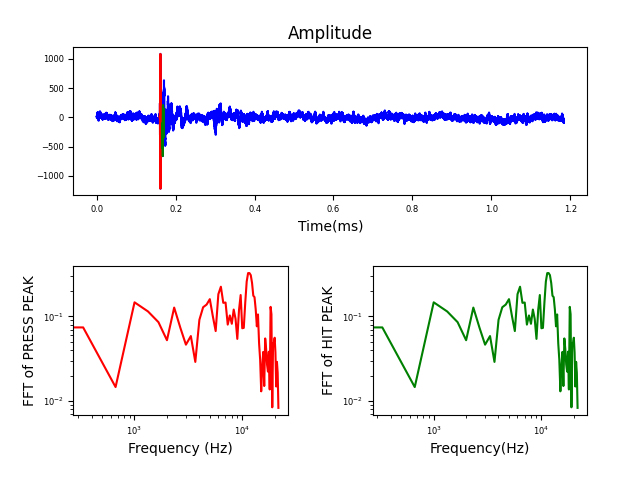 Amplitude
1000
500
0
−500
−1000
0.0 0.2 0.4 0.6 0.8 1.0 1.2
Time(ms)
FFT of PRESS PEAK
10⁻¹
10⁻²
10³ 10⁴
Frequency (Hz)
FFT of HIT PEAK
10⁻¹
10⁻²
10³ 10⁴
Frequency(Hz)